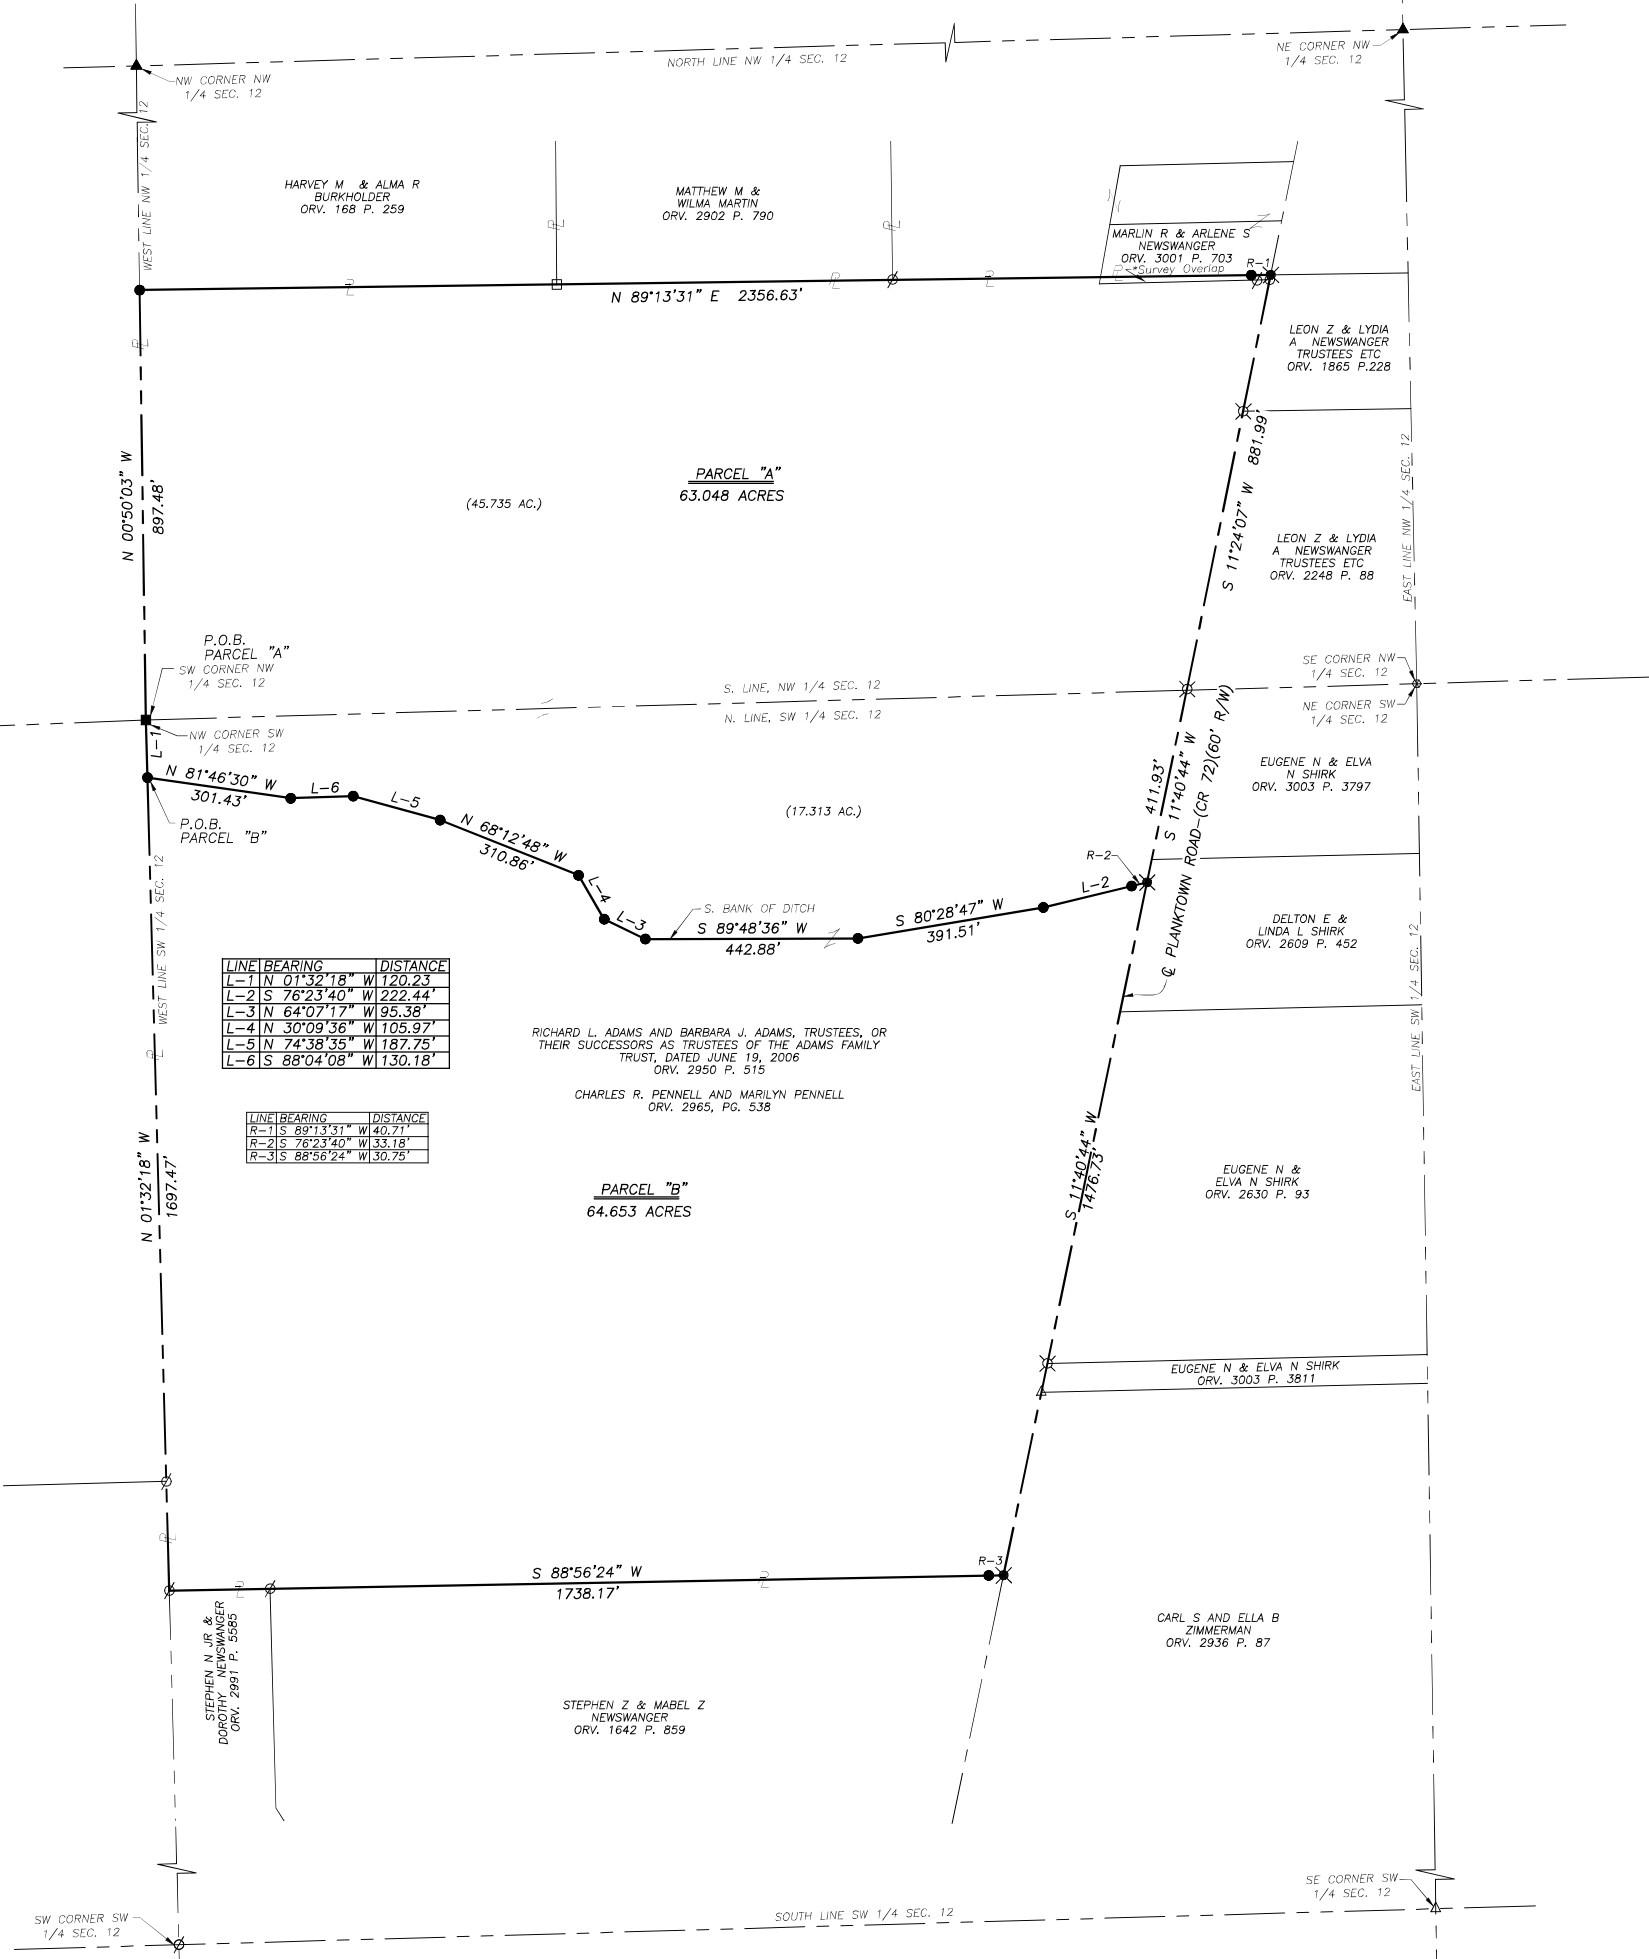 NORTH LINE NW 1/4 SEC. 12
NE CORNER NW
1/4 SEC. 12
NW CORNER NW
1/4 SEC. 12
WEST LINE NW 1/4 SEC. 12
HARVEY M & ALMA R
BURKHOLDER
ORV. 168 P. 259
MATTHEW M &
WILMA MARTIN
ORV. 2902 P. 790
MARLIN R & ARLENE S
NEWSWANGER
ORV. 3001 P. 703
*Survey Overlap
R-1
N 89°13'31" E 2356.63'
LEON Z & LYDIA
A NEWSWANGER
TRUSTEES ETC
ORV. 1865 P.228
N 00°50'03" W
897.48'
PARCEL "A"
63.048 ACRES
(45.735 AC.)
S 11°24'07" W 881.99'
EAST LINE NW 1/4 SEC. 12
LEON Z & LYDIA
A NEWSWANGER
TRUSTEES ETC
ORV. 2248 P. 88
P.O.B.
PARCEL "A"
SW CORNER NW
1/4 SEC. 12
S. LINE, NW 1/4 SEC. 12
N. LINE, SW 1/4 SEC. 12
SE CORNER NW
1/4 SEC. 12
NE CORNER SW
1/4 SEC. 12
NW CORNER SW
1/4 SEC. 12
L-1
N 81°46'30" W
301.43'
L-6
L-5
N 68°12'48" W
310.86'
L-4
L-3
S. BANK OF DITCH
S 89°48'36" W
442.88'
S 80°28'47" W
391.51'
L-2
R-2
(17.313 AC.)
411.93'
S 11°40'44" W
℄ PLANKTOWN ROAD-(CR 72)(60' R/W)
EUGENE N & ELVA
N SHIRK
ORV. 3003 P. 3797
P.O.B.
PARCEL "B"
WEST LINE SW 1/4 SEC. 12
DELTON E &
LINDA L SHIRK
ORV. 2609 P. 452
EAST LINE SW 1/4 SEC. 12
LINE BEARING DISTANCE
L-1 N 01°32'18" W 120.23
L-2 S 76°23'40" W 222.44'
L-3 N 64°07'17" W 95.38'
L-4 N 30°09'36" W 105.97'
L-5 N 74°38'35" W 187.75'
L-6 S 88°04'08" W 130.18'
RICHARD L. ADAMS AND BARBARA J. ADAMS, TRUSTEES, OR
THEIR SUCCESSORS AS TRUSTEES OF THE ADAMS FAMILY
TRUST, DATED JUNE 19, 2006
ORV. 2950 P. 515
CHARLES R. PENNELL AND MARILYN PENNELL
ORV. 2965, PG. 538
LINE BEARING DISTANCE
R-1 S 89°13'31" W 40.71'
R-2 S 76°23'40" W 33.18'
R-3 S 88°56'24" W 30.75'
N 01°32'18" W
1697.47'
PARCEL "B"
64.653 ACRES
S 11°40'44" W
1476.73'
EUGENE N &
ELVA N SHIRK
ORV. 2630 P. 93
EUGENE N & ELVA N SHIRK
ORV. 3003 P. 3811
R-3
S 88°56'24" W
1738.17'
STEPHEN N JR &
DOROTHY NEWSWANGER
ORV. 2991 P. 5585
STEPHEN Z & MABEL Z
NEWSWANGER
ORV. 1642 P. 859
CARL S AND ELLA B
ZIMMERMAN
ORV. 2936 P. 87
SE CORNER SW
1/4 SEC. 12
SW CORNER SW
1/4 SEC. 12
SOUTH LINE SW 1/4 SEC. 12